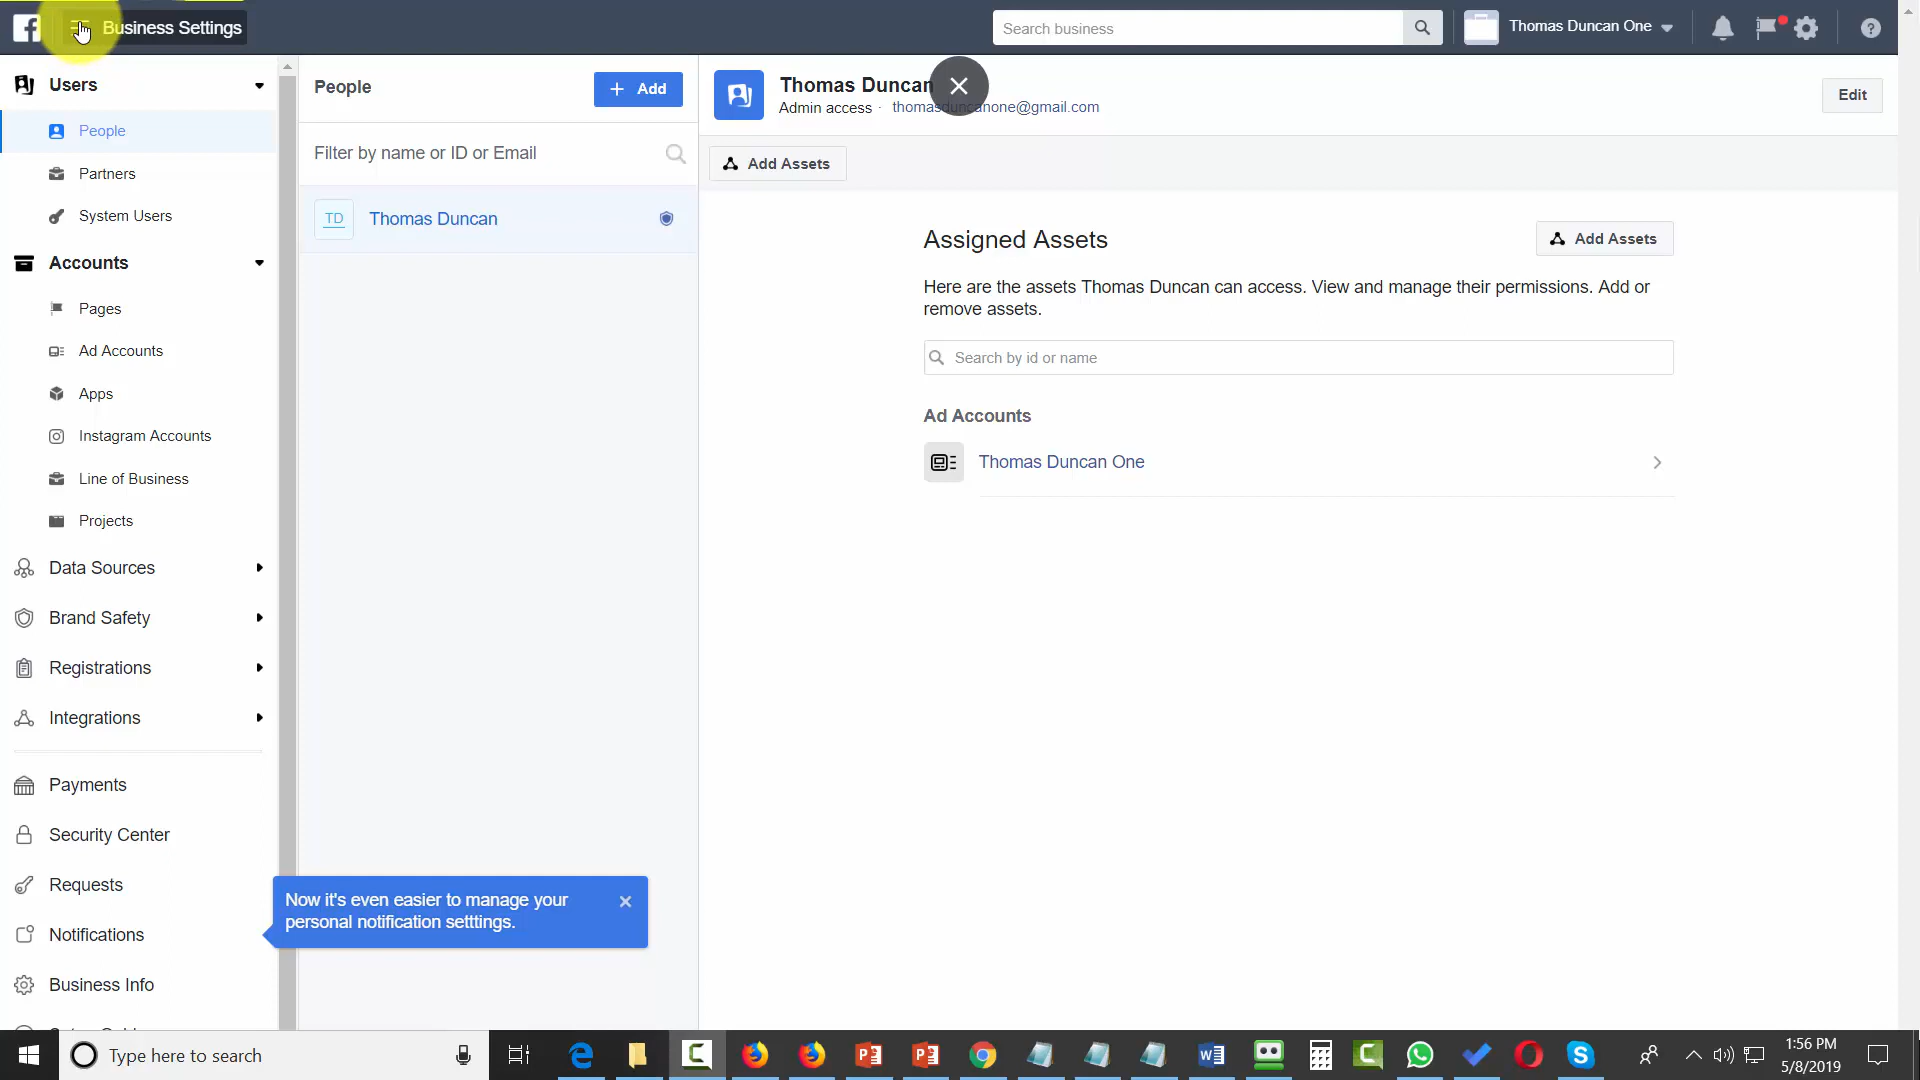 Business Settings
Search business
Thomas Duncan One
Users
People
Partners
System Users
Accounts
Pages
Ad Accounts
Apps
Instagram Accounts
Line of Business
Projects
Data Sources
Brand Safety
Registrations
Integrations
Payments
Security Center
Requests
Notifications
Business Info
People
+ Add
Filter by name or ID or Email
TD
Thomas Duncan
Now it's even easier to manage your
personal notification setttings.
Thomas Duncan
Admin access · thomasduncanone@gmail.com
Edit
Add Assets
Assigned Assets
Add Assets
Here are the assets Thomas Duncan can access. View and manage their permissions. Add or
remove assets.
Search by id or name
Ad Accounts
Thomas Duncan One
Type here to search
1:56 PM
5/8/2019